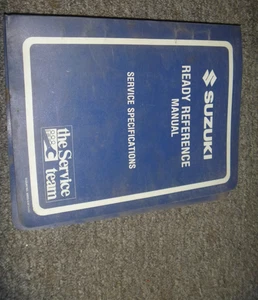 SUZUKI
READY REFERENCE
MANUAL
SERVICE SPECIFICATIONS
the Service
team